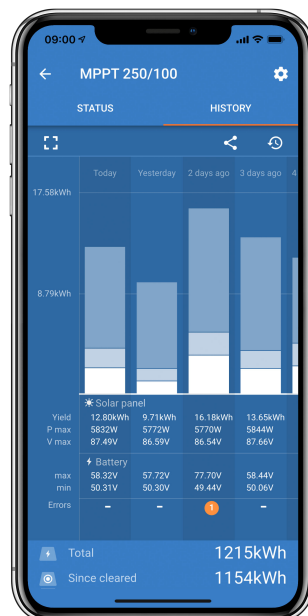 09:00
MPPT 250/100
STATUS HISTORY
Today Yesterday 2 days ago 3 days ago 4
17.58kWh
8.79kWh
Solar panel
Yield 12.80kWh 9.71kWh 16.18kWh 13.65kWh
P max 5832W 5772W 5770W 5844W
V max 87.49V 86.59V 86.54V 87.66V
Battery
max 58.32V 57.72V 77.70V 58.44V
min 50.31V 50.30V 49.44V 50.06V
Errors – – 1 –
Total 1215kWh
Since cleared 1154kWh